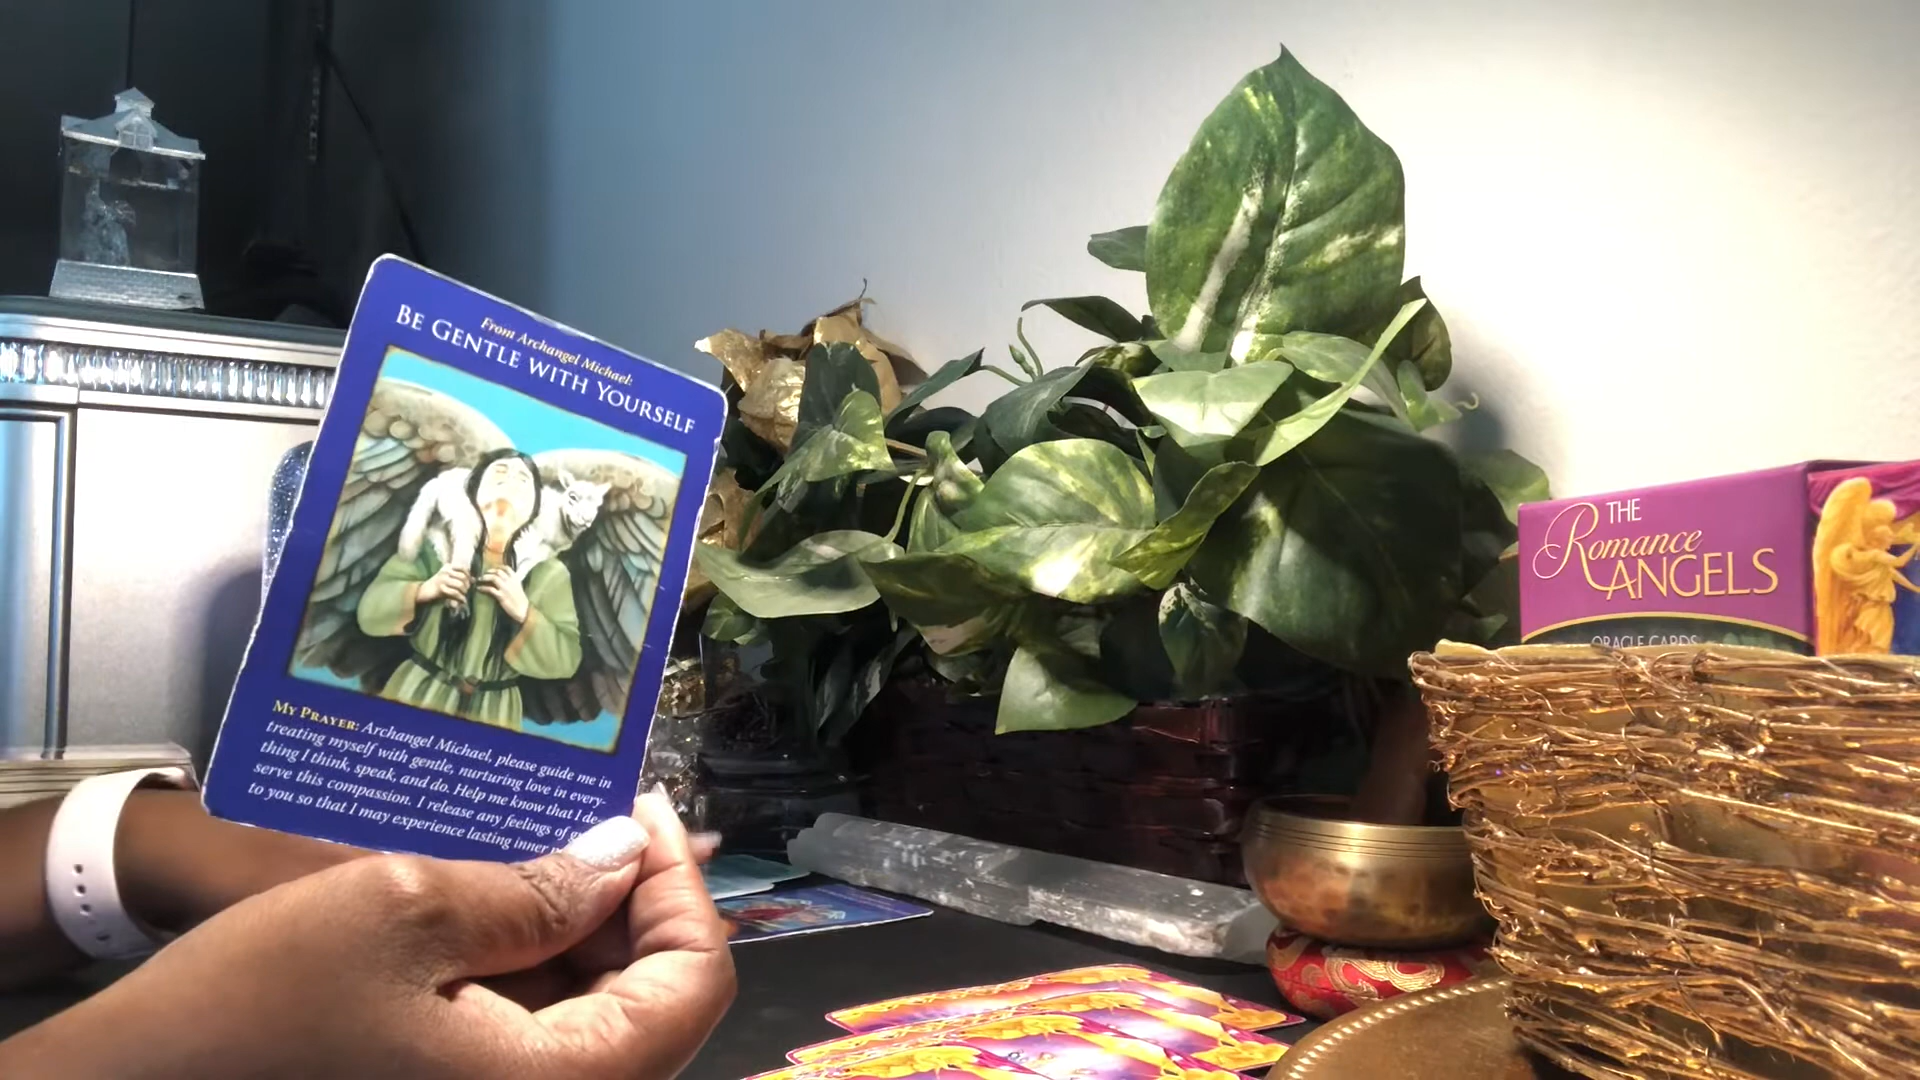 From Archangel Michael:
BE GENTLE WITH YOURSELF
MY PRAYER: Archangel Michael, please guide me in
treating myself with gentle, nurturing love in every-
thing I think, speak, and do. Help me know that I de-
serve this compassion. I release any feelings of
to you so that I may experience lasting inner
THE
Romance
ANGELS
ORACLE CARDS